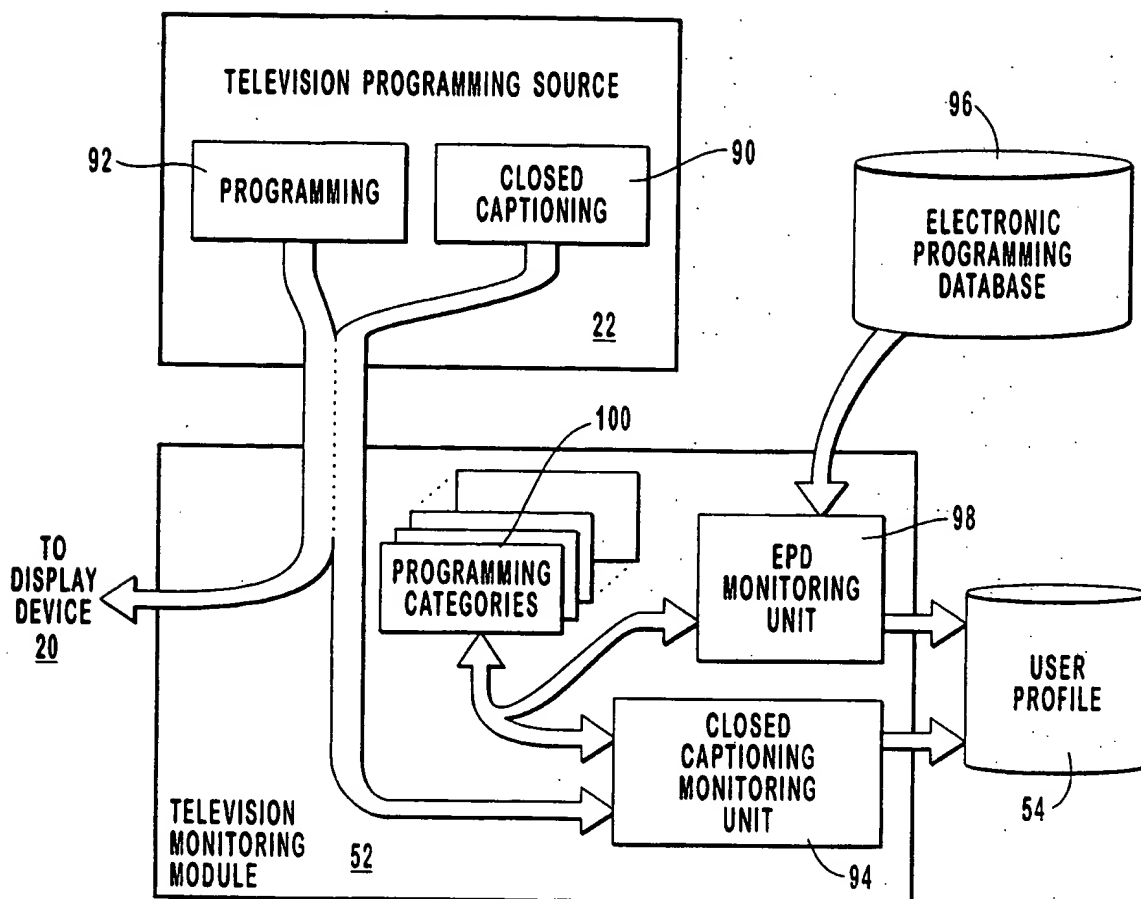 TELEVISION PROGRAMMING SOURCE
92
PROGRAMMING
CLOSED
CAPTIONING
90
22
96
ELECTRONIC
PROGRAMMING
DATABASE
100
PROGRAMMING
CATEGORIES
TO
DISPLAY
DEVICE
20
98
EPD
MONITORING
UNIT
CLOSED
CAPTIONING
MONITORING
UNIT
94
USER
PROFILE
54
TELEVISION
MONITORING
MODULE
52